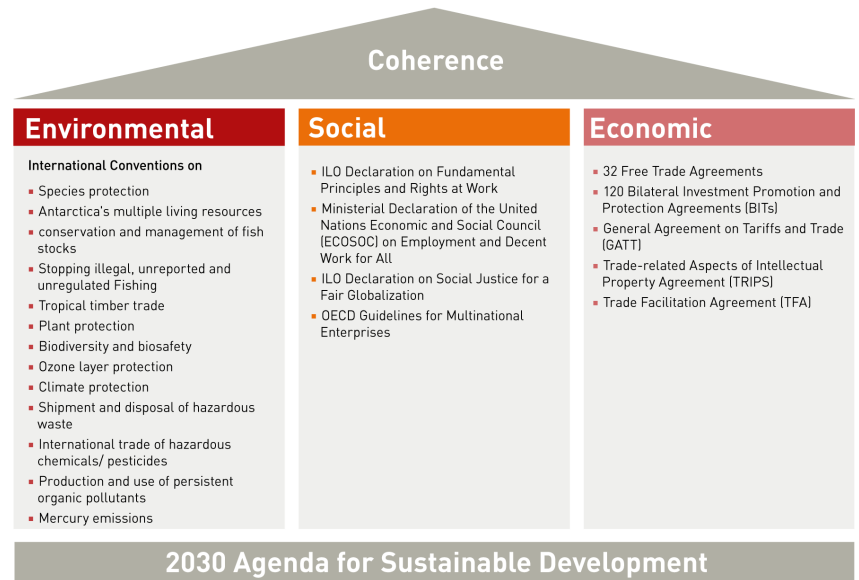 Coherence
Environmental
International Conventions on
▪ Species protection
▪ Antarctica's multiple living resources
▪ conservation and management of fish
stocks
▪ Stopping illegal, unreported and
unregulated Fishing
▪ Tropical timber trade
▪ Plant protection
▪ Biodiversity and biosafety
▪ Ozone layer protection
▪ Climate protection
▪ Shipment and disposal of hazardous
waste
▪ International trade of hazardous
chemicals/ pesticides
▪ Production and use of persistent
organic pollutants
▪ Mercury emissions
Social
▪ ILO Declaration on Fundamental
Principles and Rights at Work
▪ Ministerial Declaration of the United
Nations Economic and Social Council
(ECOSOC) on Employment and Decent
Work for All
▪ ILO Declaration on Social Justice for a
Fair Globalization
▪ OECD Guidelines for Multinational
Enterprises
Economic
▪ 32 Free Trade Agreements
▪ 120 Bilateral Investment Promotion and
Protection Agreements (BITs)
▪ General Agreement on Tariffs and Trade
(GATT)
▪ Trade-related Aspects of Intellectual
Property Agreement (TRIPS)
▪ Trade Facilitation Agreement (TFA)
2030 Agenda for Sustainable Development